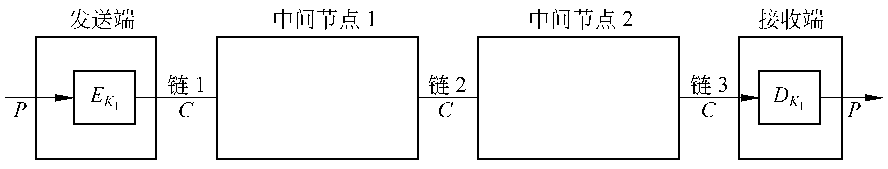 发送端 中间节点 1 中间节点 2 接收端
P E_{K_1} 链 1 C 链 2 C 链 3 C D_{K_1} P